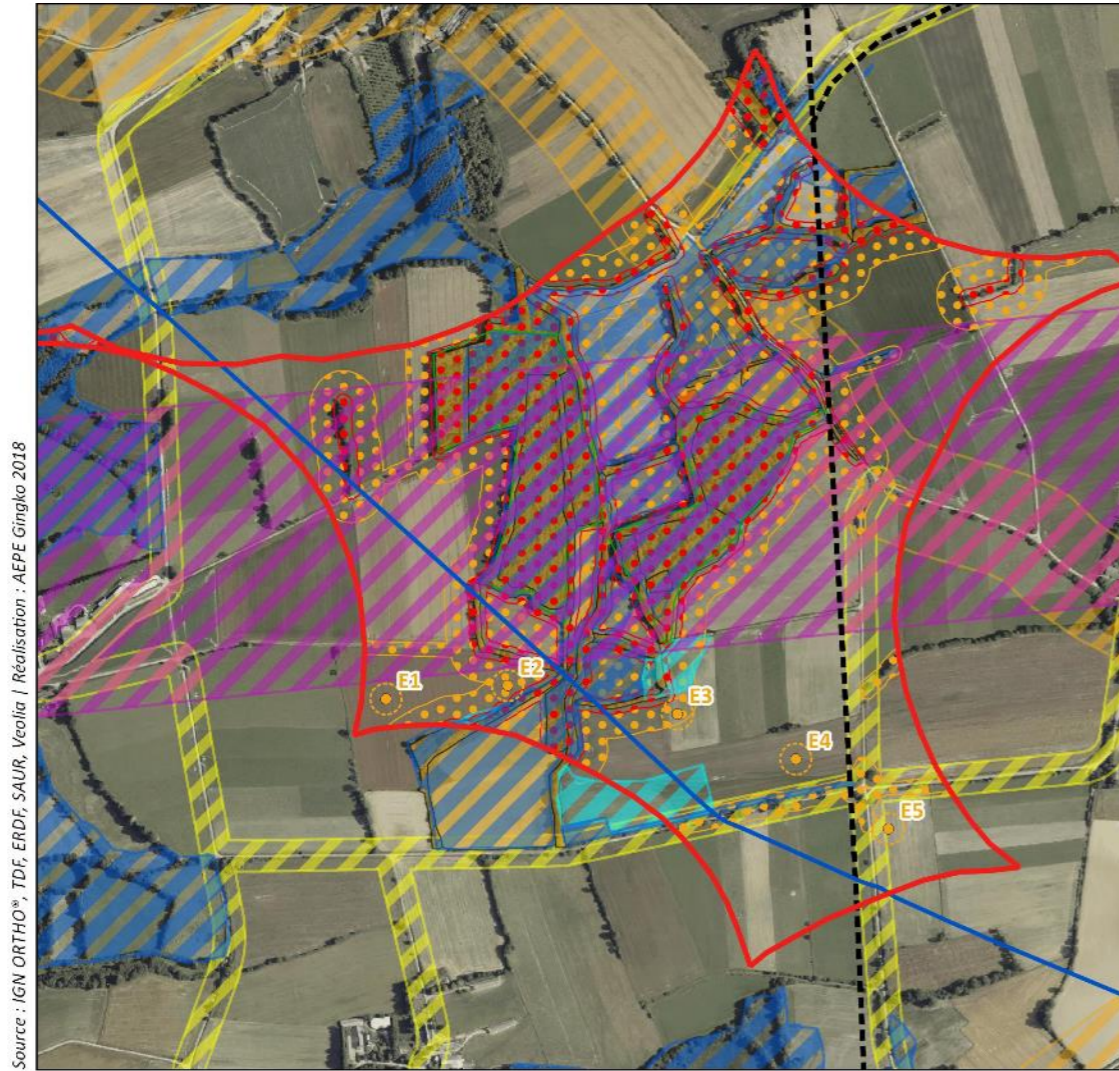 Source : IGN ORTHO®, TDF, ERDF, SAUR, Veolia | Réalisation : AEPE Gingko 2018
E1
E2
E3
E4
E5